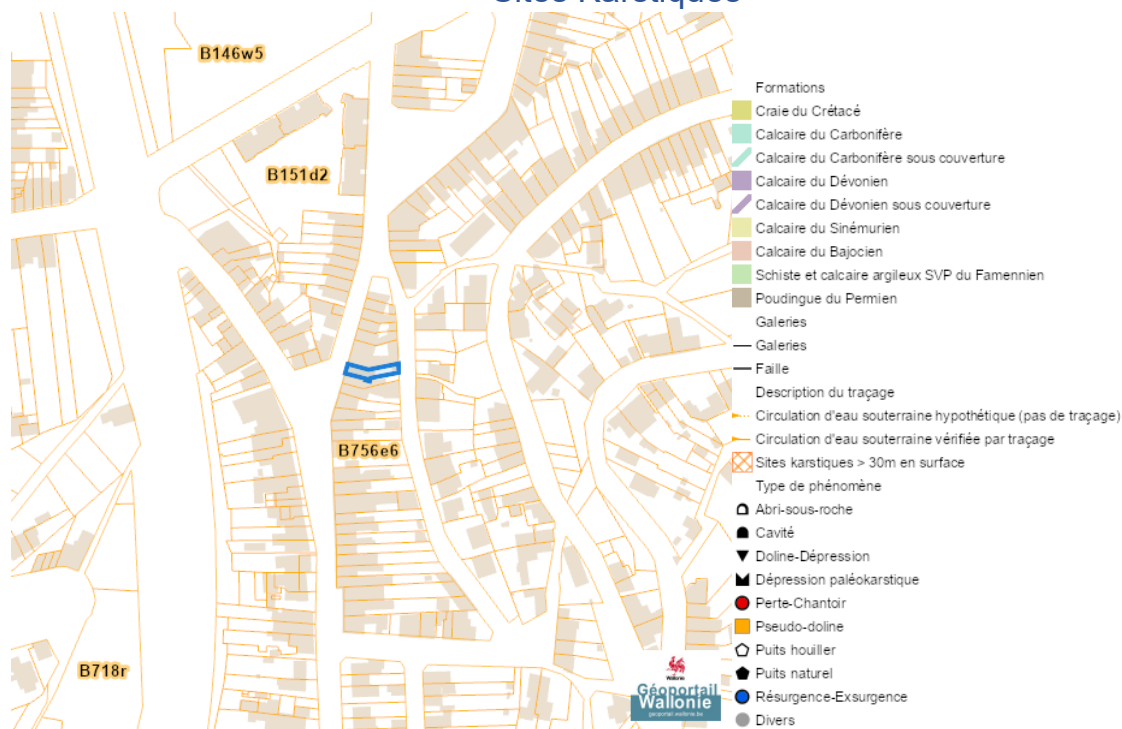 Sites Karstiques
B146w5
B151d2
B756e6
B718r
Wallonie
Géoportail
Wallonie
geoportail.wallonie.be
Formations
Craie du Crétacé
Calcaire du Carbonifère
Calcaire du Carbonifère sous couverture
Calcaire du Dévonien
Calcaire du Dévonien sous couverture
Calcaire du Sinémurien
Calcaire du Bajocien
Schiste et calcaire argileux SVP du Famennien
Poudingue du Permien
Galeries
Galeries
Faille
Description du traçage
Circulation d'eau souterraine hypothétique (pas de traçage)
Circulation d'eau souterraine vérifiée par traçage
Sites karstiques > 30m en surface
Type de phénomène
Abri-sous-roche
Cavité
Doline-Dépression
Dépression paléokarstique
Perte-Chantoir
Pseudo-doline
Puits houiller
Puits naturel
Résurgence-Exsurgence
Divers